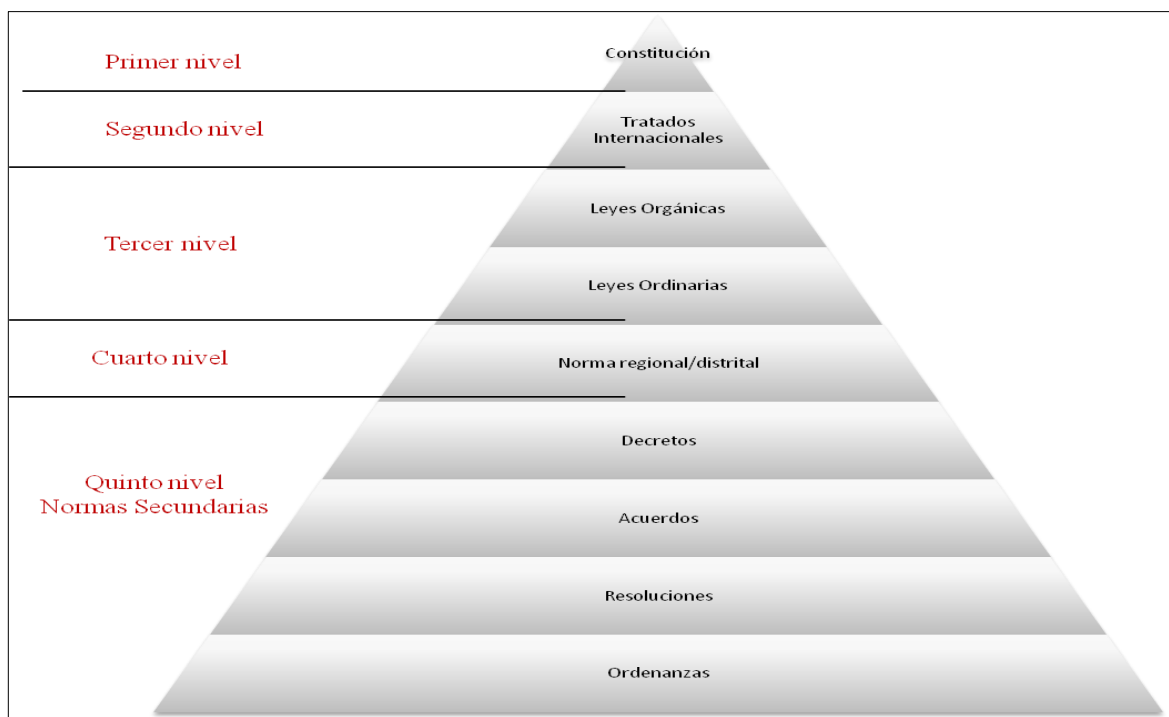 Primer nivel
Constitución
Segundo nivel
Tratados
Internacionales
Tercer nivel
Leyes Orgánicas
Leyes Ordinarias
Cuarto nivel
Norma regional/distrital
Quinto nivel
Normas Secundarias
Decretos
Acuerdos
Resoluciones
Ordenanzas